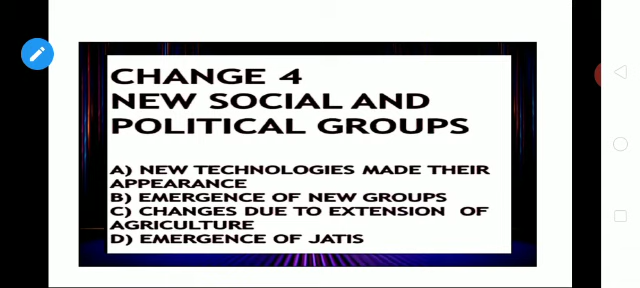 CHANGE 4
NEW SOCIAL AND
POLITICAL GROUPS
A) NEW TECHNOLOGIES MADE THEIR
APPEARANCE
B) EMERGENCE OF NEW GROUPS
C) CHANGES DUE TO EXTENSION OF
AGRICULTURE
D) EMERGENCE OF JATIS